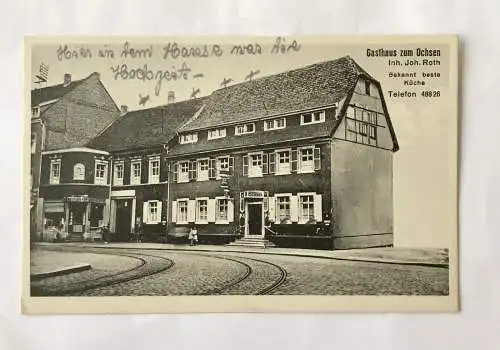 Hier in dem Hause war die
Hochzeit-
Gasthaus zum Ochsen
Inh. Joh. Roth
Bekannt beste
Küche
Telefon 48826